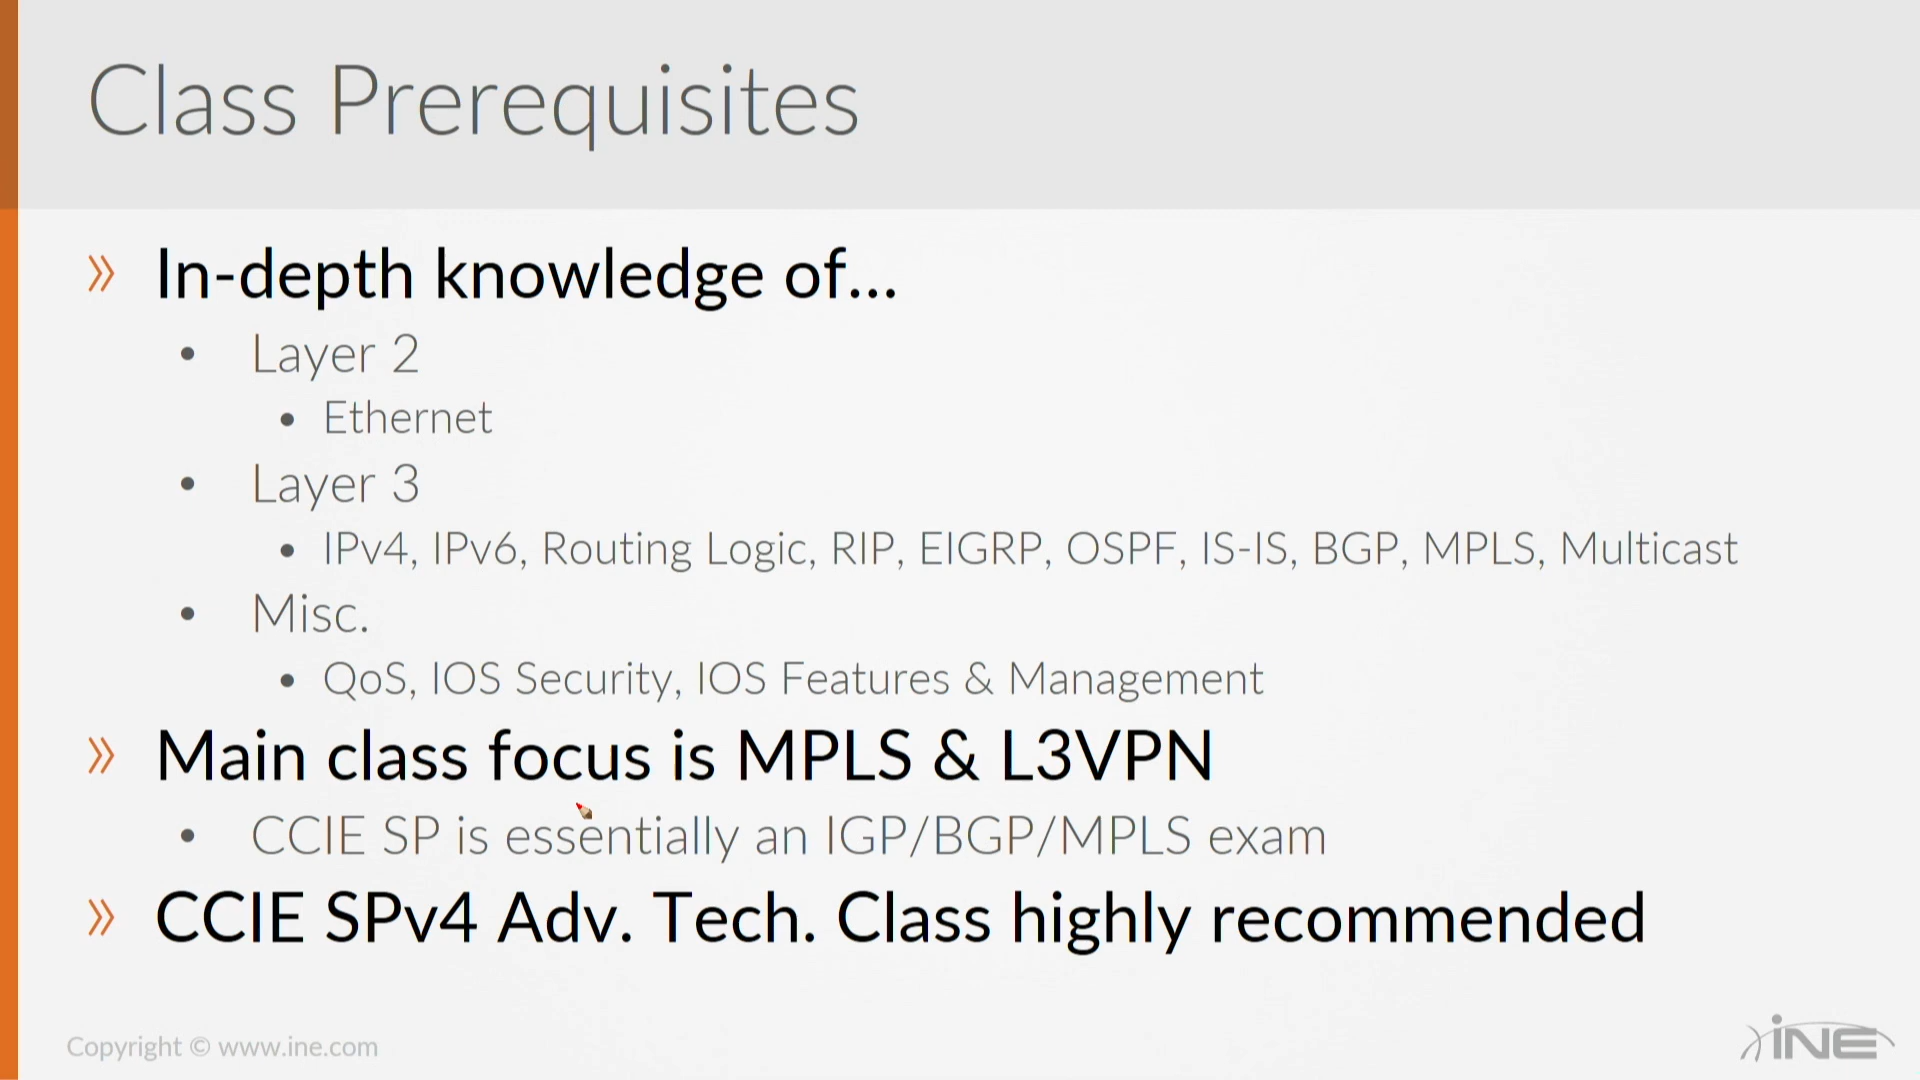 Class Prerequisites
» In-depth knowledge of...
• Layer 2
• Ethernet
• Layer 3
• IPv4, IPv6, Routing Logic, RIP, EIGRP, OSPF, IS-IS, BGP, MPLS, Multicast
• Misc.
• QoS, IOS Security, IOS Features & Management
» Main class focus is MPLS & L3VPN
• CCIE SP is essentially an IGP/BGP/MPLS exam
» CCIE SPv4 Adv. Tech. Class highly recommended
Copyright © www.ine.com
iNE